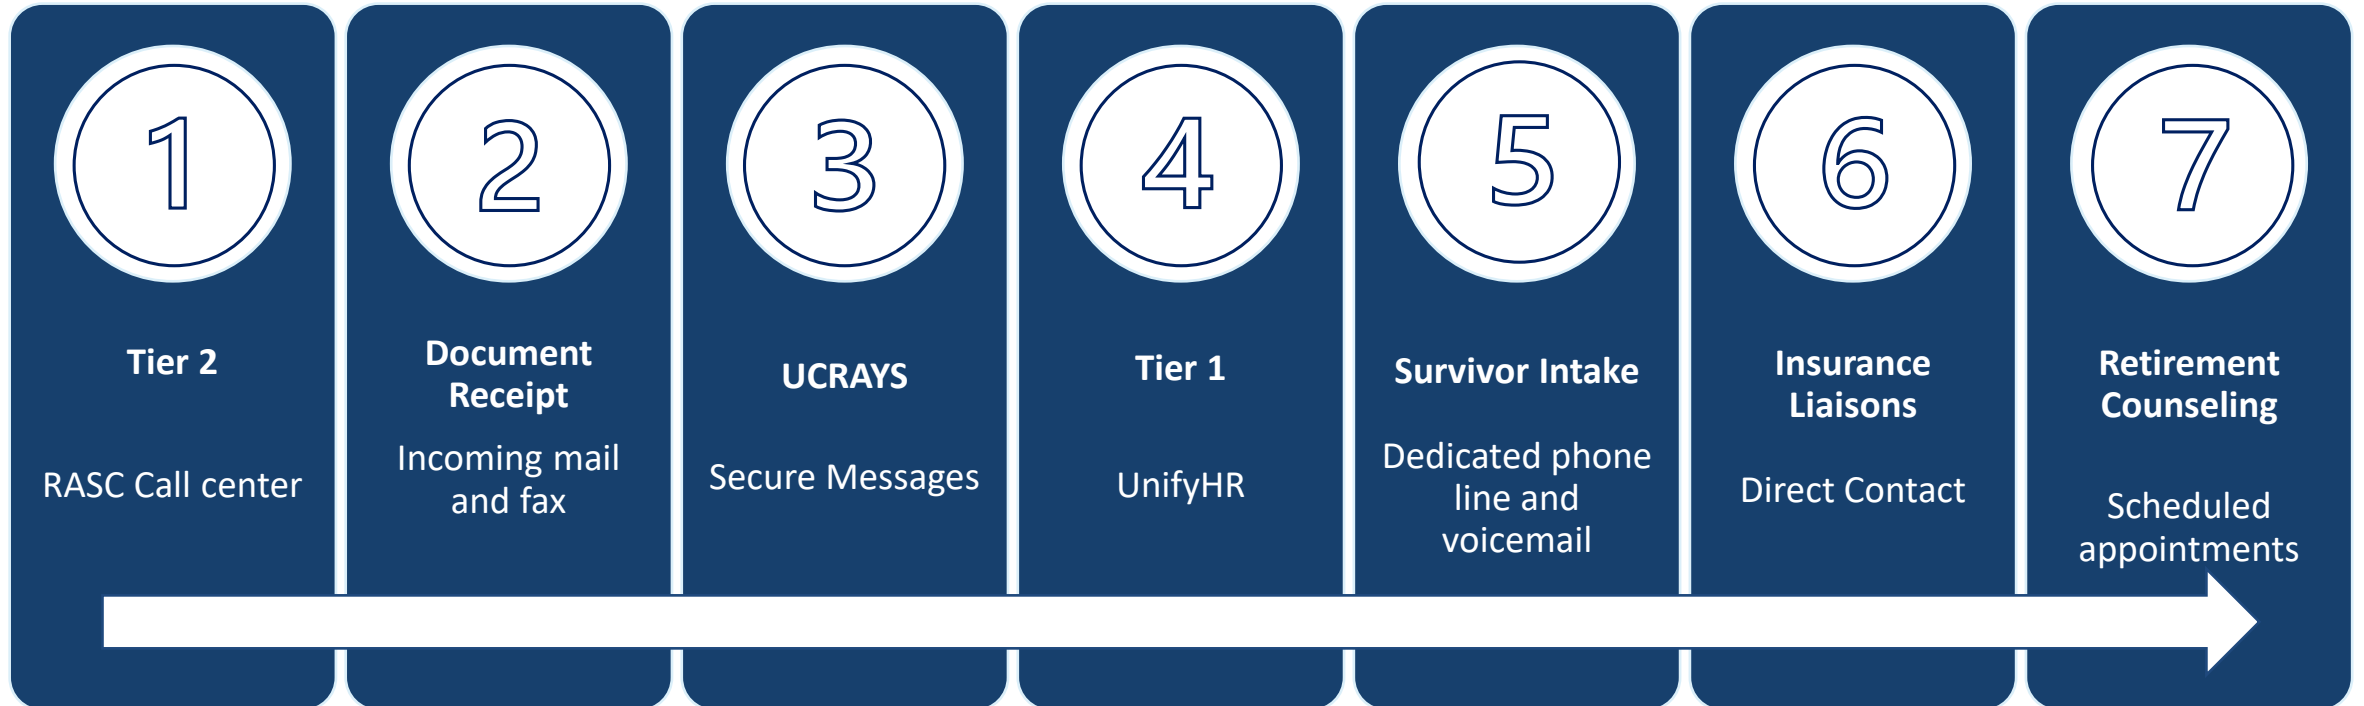 1
Tier 2
RASC Call center
2
Document
Receipt
Incoming mail
and fax
3
UCRAYS
Secure Messages
4
Tier 1
UnifyHR
5
Survivor Intake
Dedicated phone
line and
voicemail
6
Insurance
Liaisons
Direct Contact
7
Retirement
Counseling
Scheduled
appointments